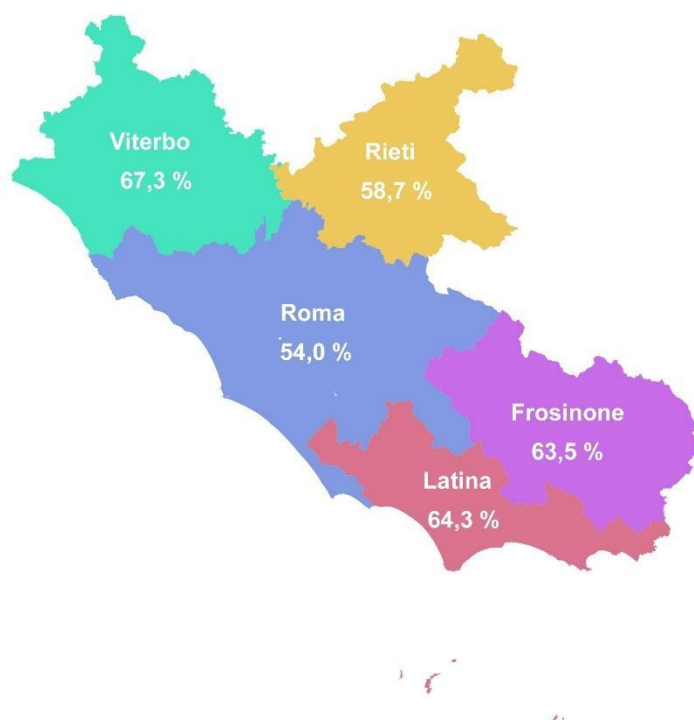 Viterbo
67,3 %
Rieti
58,7 %
Roma
54,0 %
Frosinone
63,5 %
Latina
64,3 %